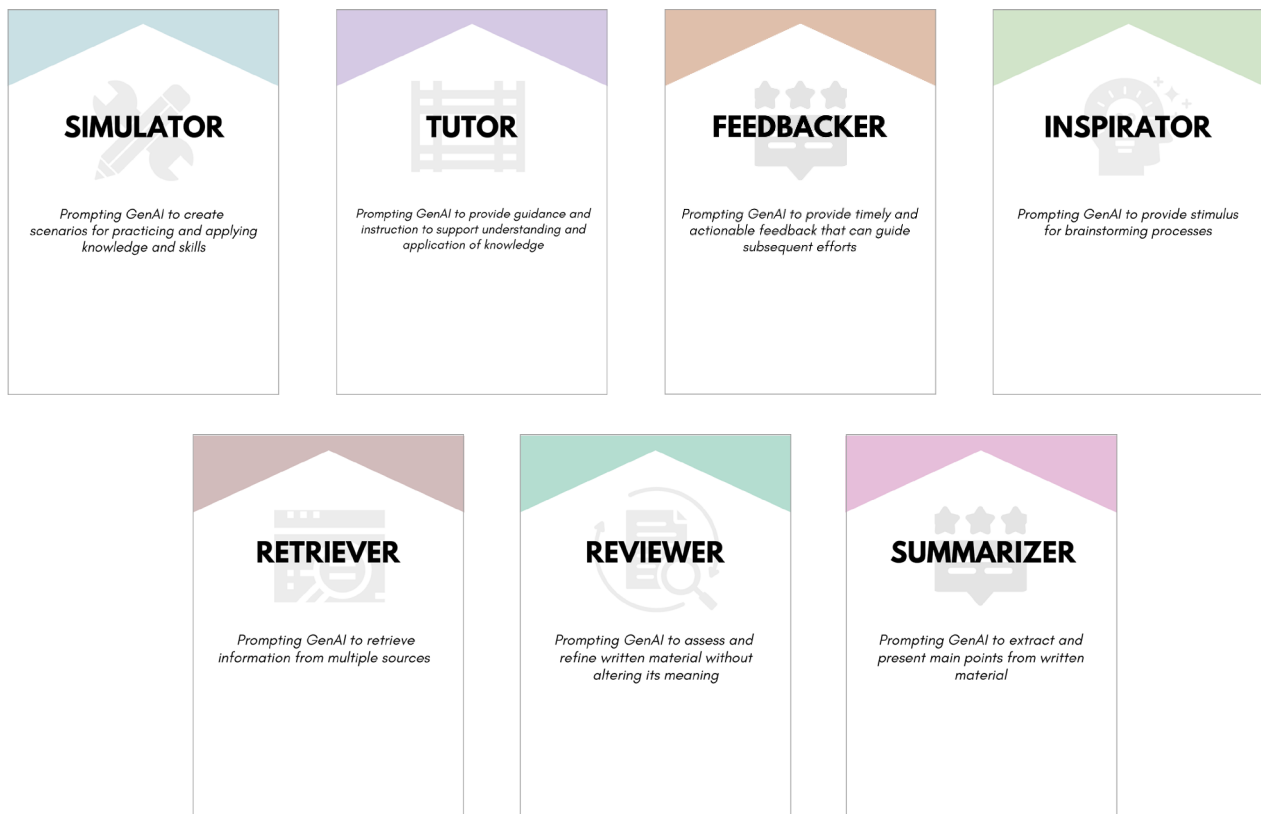 SIMULATOR
Prompting GenAI to create
scenarios for practicing and applying
knowledge and skills
TUTOR
Prompting GenAI to provide guidance and
instruction to support understanding and
application of knowledge
FEEDBACKER
Prompting GenAI to provide timely and
actionable feedback that can guide
subsequent efforts
INSPIRATOR
Prompting GenAI to provide stimulus
for brainstorming processes
RETRIEVER
Prompting GenAI to retrieve
information from multiple sources
REVIEWER
Prompting GenAI to assess and
refine written material without
altering its meaning
SUMMARIZER
Prompting GenAI to extract and
present main points from written
material